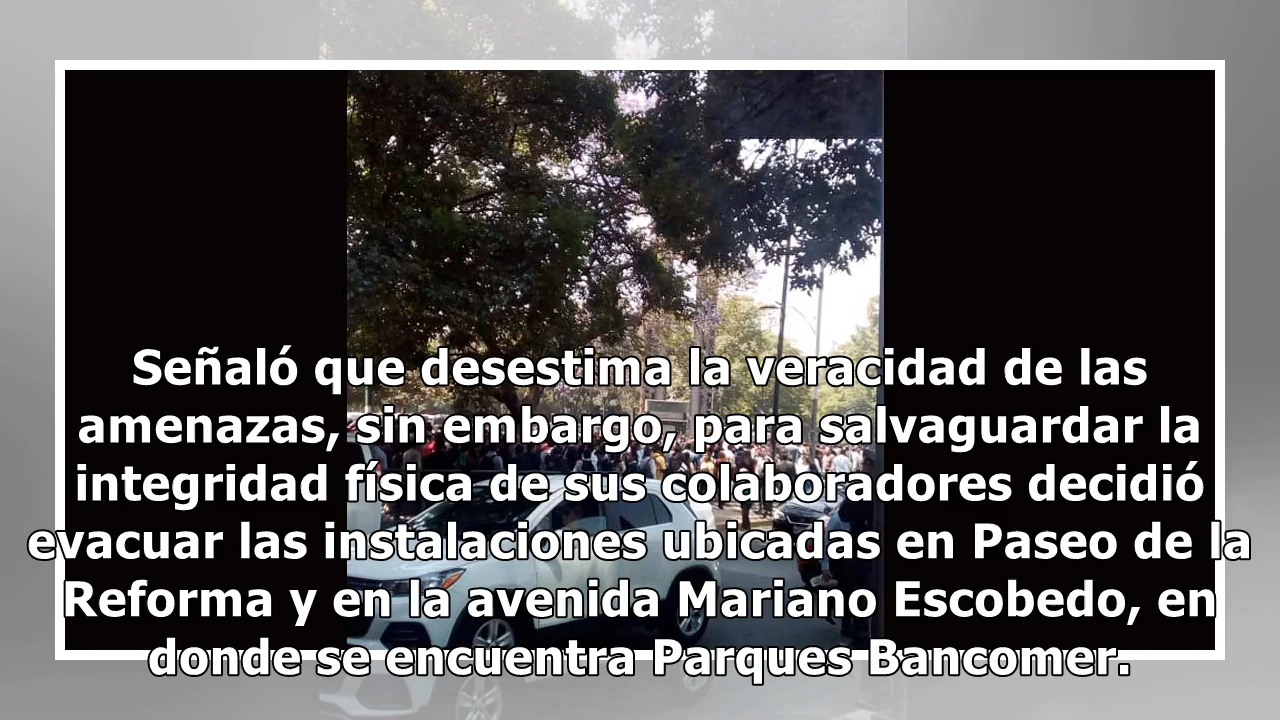 Señaló que desestima la veracidad de las
amenazas, sin embargo, para salvaguardar la
integridad física de sus colaboradores decidió
evacuar las instalaciones ubicadas en Paseo de la
Reforma y en la avenida Mariano Escobedo, en
donde se encuentra Parques Bancomer.